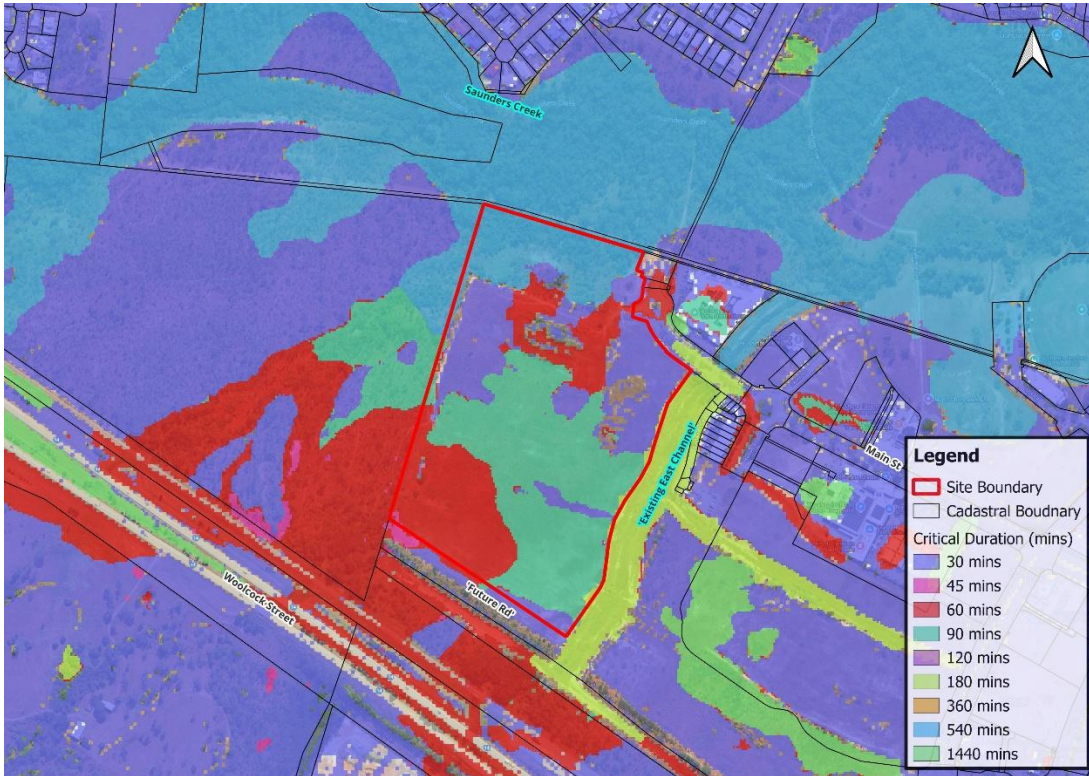 Saunders Creek
'Existing East Channel'
Main St
'Future Rd'
Woolcock Street
Legend
Site Boundary
Cadastral Boudnary
Critical Duration (mins)
30 mins
45 mins
60 mins
90 mins
120 mins
180 mins
360 mins
540 mins
1440 mins